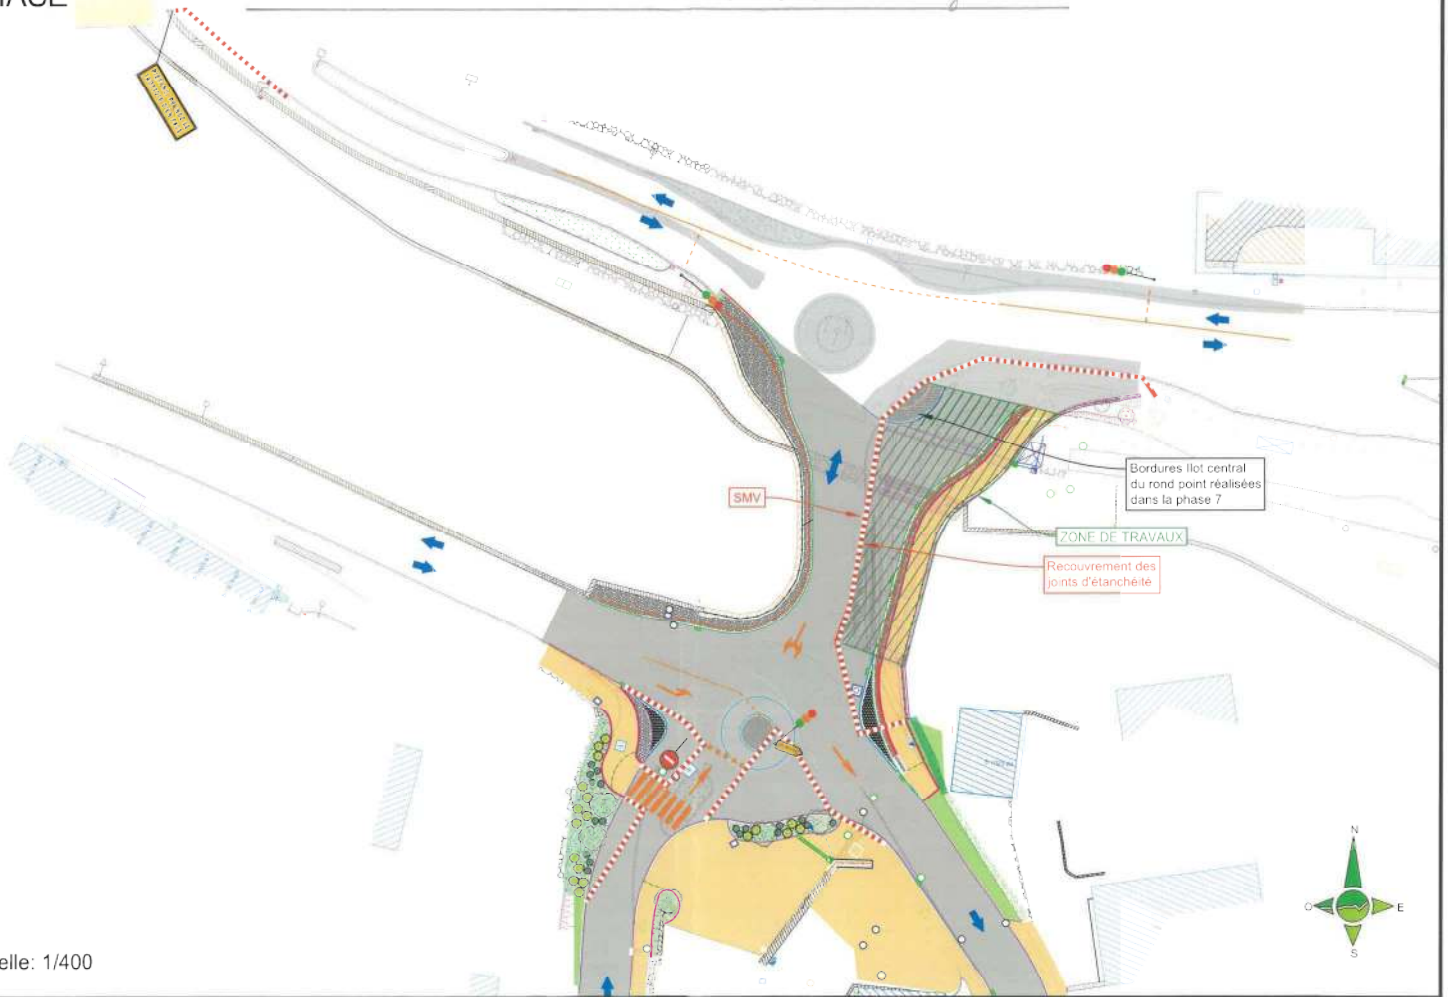 HASE
SMV
Bordures Ilot central
du rond point réalisées
dans la phase 7
ZONE DE TRAVAUX
Recouvrement des
joints d'étanchéité
N
O
E
S
elle: 1/400